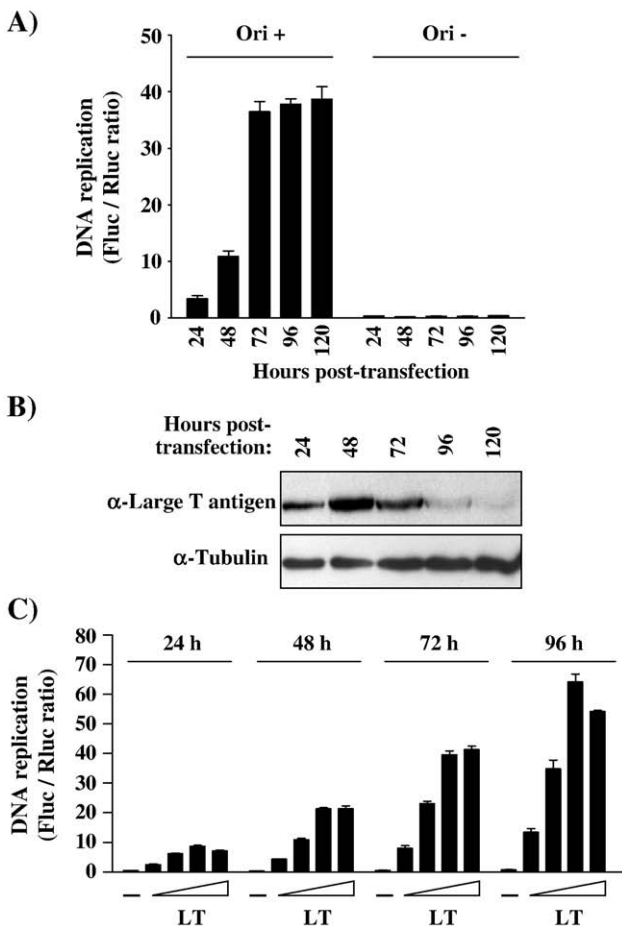 A)
Ori + Ori -
50
40
30
20
10
0
DNA replication
(Fluc / Rluc ratio)
24 48 72 96 120 24 48 72 96 120
Hours post-transfection
B)
Hours post-
transfection: 24 48 72 96 120
α-Large T antigen
α-Tubulin
C)
24 h 48 h 72 h 96 h
80
70
60
50
40
30
20
10
0
DNA replication
(Fluc / Rluc ratio)
– – – –
LT LT LT LT